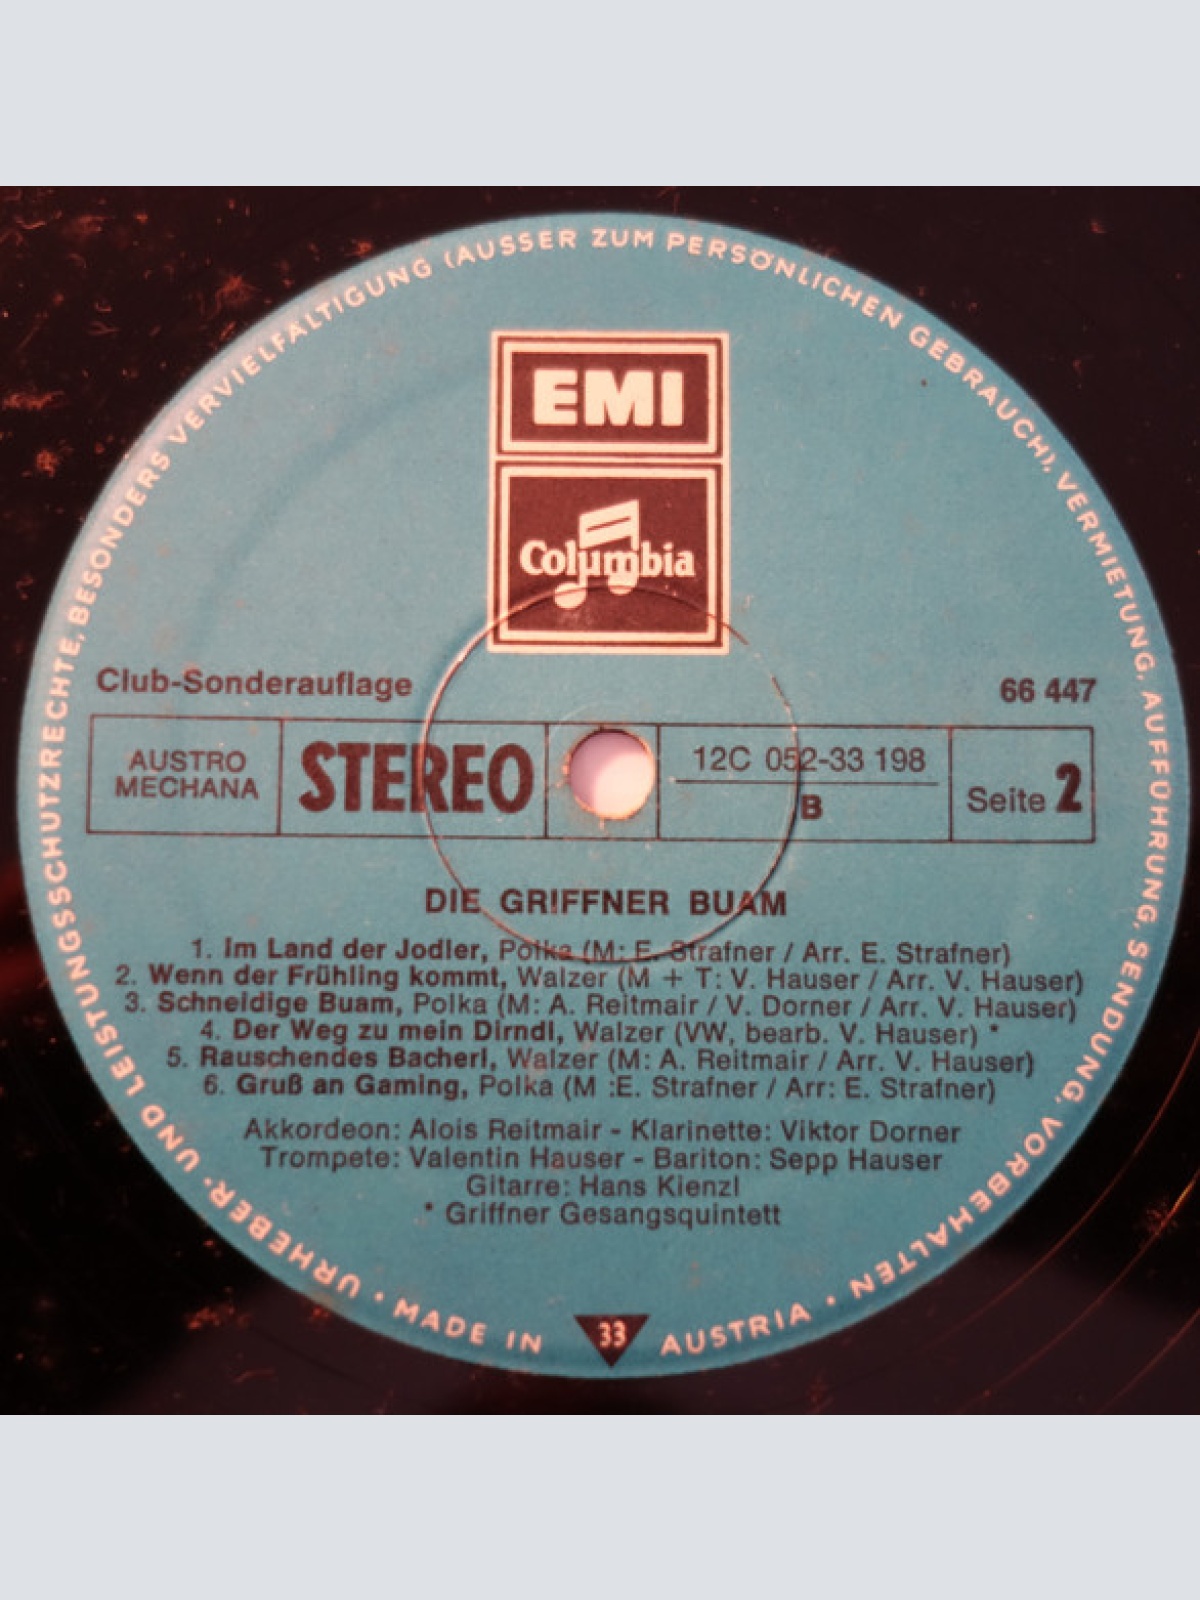 URHEBER- UND LEISTUNGSSCHUTZRECHTE, BESONDERS VERVIELFÄLTIGUNG (AUSSER ZUM PERSÖNLICHEN GEBRAUCH), VERMIETUNG, AUFFÜHRUNG, SENDUNG, VORBEHALTEN •
EMI
Columbia
Club-Sonderauflage
66 447
AUSTRO
MECHANA
STEREO
12C 052-33 198
B
Seite 2
DIE GRIFFNER BUAM
1. Im Land der Jodler, Polka (M: E. Strafner / Arr. E. Strafner)
2. Wenn der Frühling kommt, Walzer (M + T: V. Hauser / Arr. V. Hauser)
3. Schneidige Buam, Polka (M: A. Reitmair / V. Dorner / Arr. V. Hauser)
4. Der Weg zu mein Dirndl, Walzer (VW, bearb. V. Hauser) *
5. Rauschendes Bacherl, Walzer (M: A. Reitmair / Arr. V. Hauser)
6. Gruß an Gaming, Polka (M :E. Strafner / Arr: E. Strafner)
Akkordeon: Alois Reitmair - Klarinette: Viktor Dorner
Trompete: Valentin Hauser - Bariton: Sepp Hauser
Gitarre: Hans Kienzl
* Griffner Gesangsquintett
• MADE IN 33 AUSTRIA